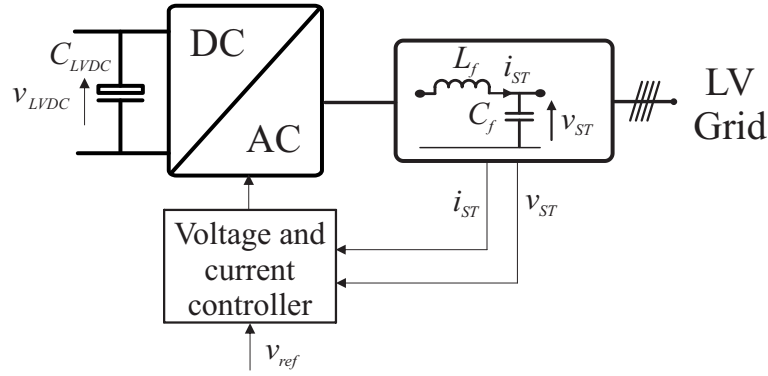 C_LVDC
v_LVDC
DC
AC
L_f
i_ST
C_f
v_ST
LV
Grid
i_ST
v_ST
Voltage and
current
controller
v_ref